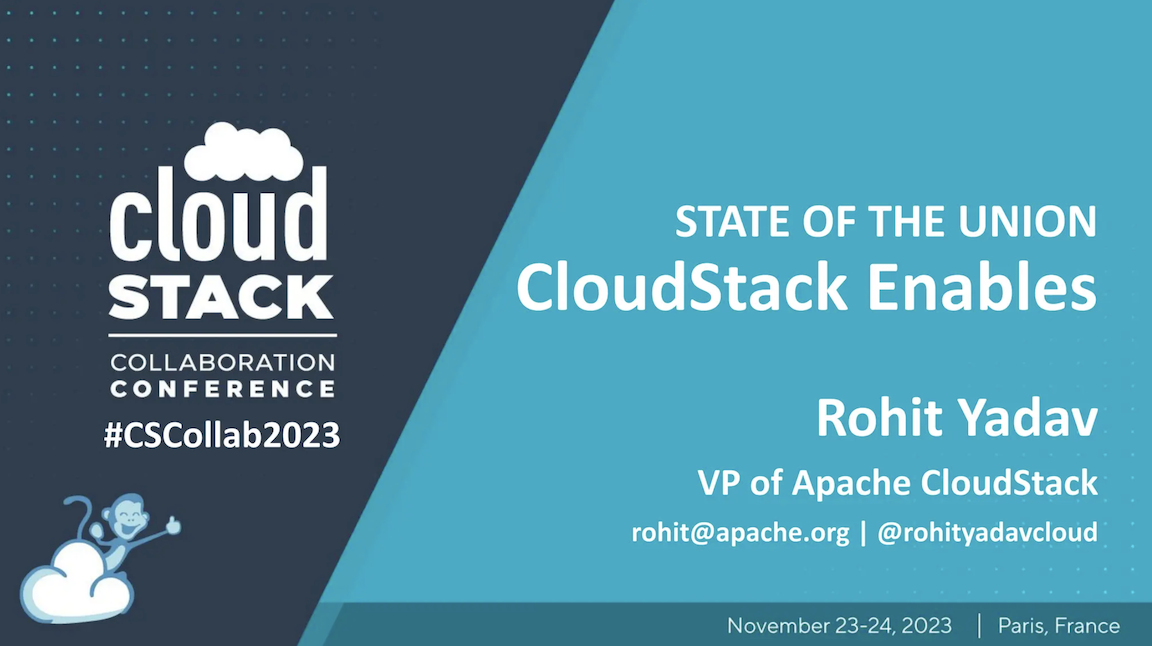 cloud
STACK
COLLABORATION
CONFERENCE
#CSCollab2023
STATE OF THE UNION
CloudStack Enables
Rohit Yadav
VP of Apache CloudStack
rohit@apache.org | @rohityadavcloud
November 23-24, 2023 | Paris, France